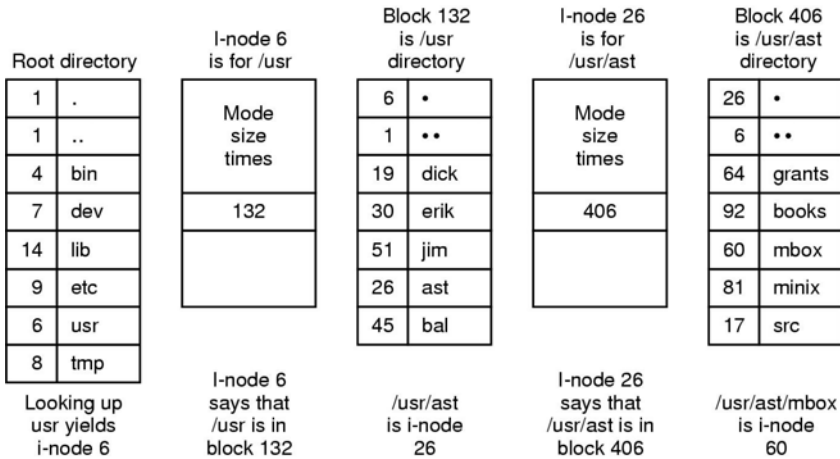 Root directory
1 .
1 ..
4 bin
7 dev
14 lib
9 etc
6 usr
8 tmp
Looking up
usr yields
i-node 6
I-node 6
is for /usr
Mode
size
times
132
I-node 6
says that
/usr is in
block 132
Block 132
is /usr
directory
6 •
1 ••
19 dick
30 erik
51 jim
26 ast
45 bal
/usr/ast
is i-node
26
I-node 26
is for
/usr/ast
Mode
size
times
406
I-node 26
says that
/usr/ast is in
block 406
Block 406
is /usr/ast
directory
26 •
6 ••
64 grants
92 books
60 mbox
81 minix
17 src
/usr/ast/mbox
is i-node
60